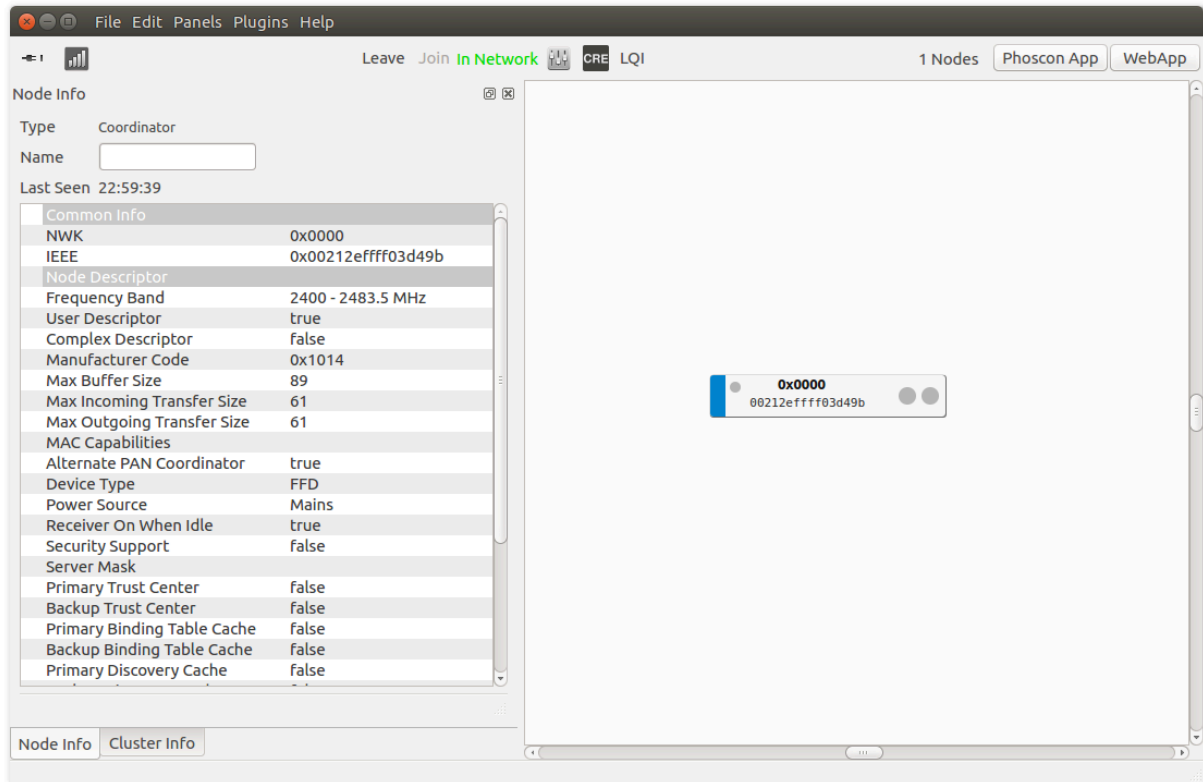 File Edit Panels Plugins Help
Leave Join In Network CRE LQI 1 Nodes Phoscon App WebApp
Node Info
Type Coordinator
Name
Last Seen 22:59:39
Common Info
NWK 0x0000
IEEE 0x00212effff03d49b
Node Descriptor
Frequency Band 2400 - 2483.5 MHz
User Descriptor true
Complex Descriptor false
Manufacturer Code 0x1014
Max Buffer Size 89
Max Incoming Transfer Size 61
Max Outgoing Transfer Size 61
MAC Capabilities
Alternate PAN Coordinator true
Device Type FFD
Power Source Mains
Receiver On When Idle true
Security Support false
Server Mask
Primary Trust Center false
Backup Trust Center false
Primary Binding Table Cache false
Backup Binding Table Cache false
Primary Discovery Cache false
Node Info Cluster Info
0x0000
00212effff03d49b